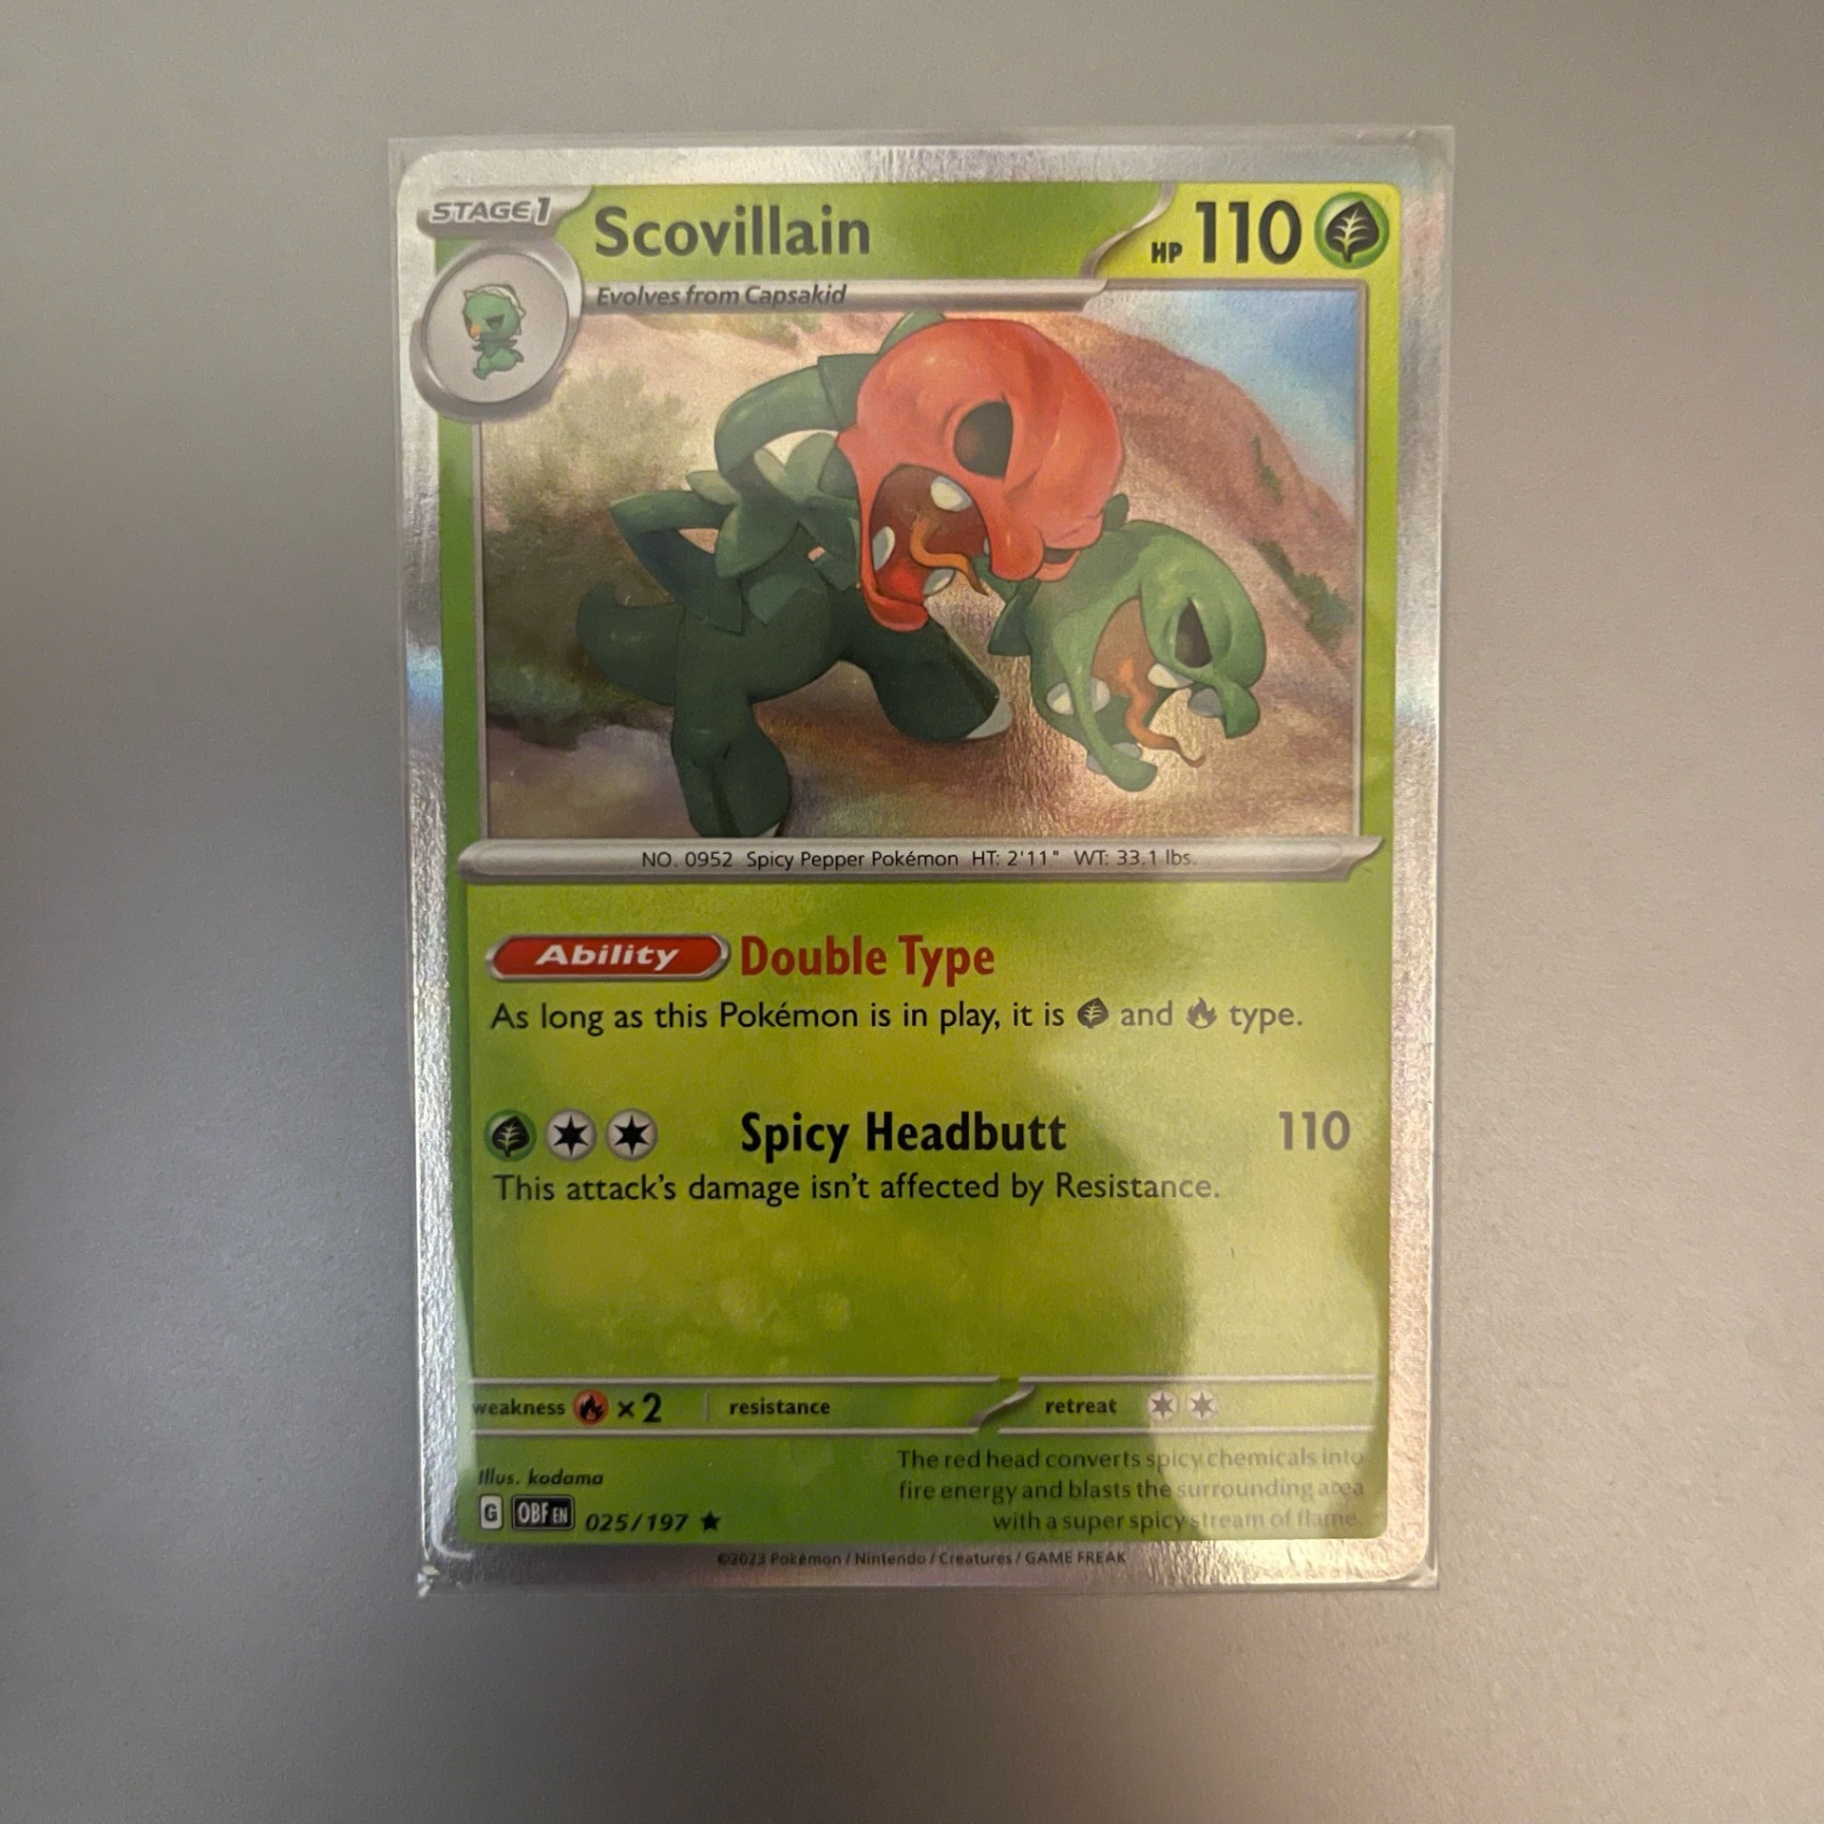 STAGE1
Scovillain
HP 110
Evolves from Capsakid
NO. 0952 Spicy Pepper Pokémon HT: 2'11" WT: 33.1 lbs.
Ability Double Type
As long as this Pokémon is in play, it is and type.
Spicy Headbutt 110
This attack's damage isn't affected by Resistance.
weakness ×2 resistance retreat
Illus. kodama
G OBF EN 025/197
The red head converts spicy chemicals into
fire energy and blasts the surrounding area
with a super spicy stream of flame.
©2023 Pokémon / Nintendo / Creatures / GAME FREAK